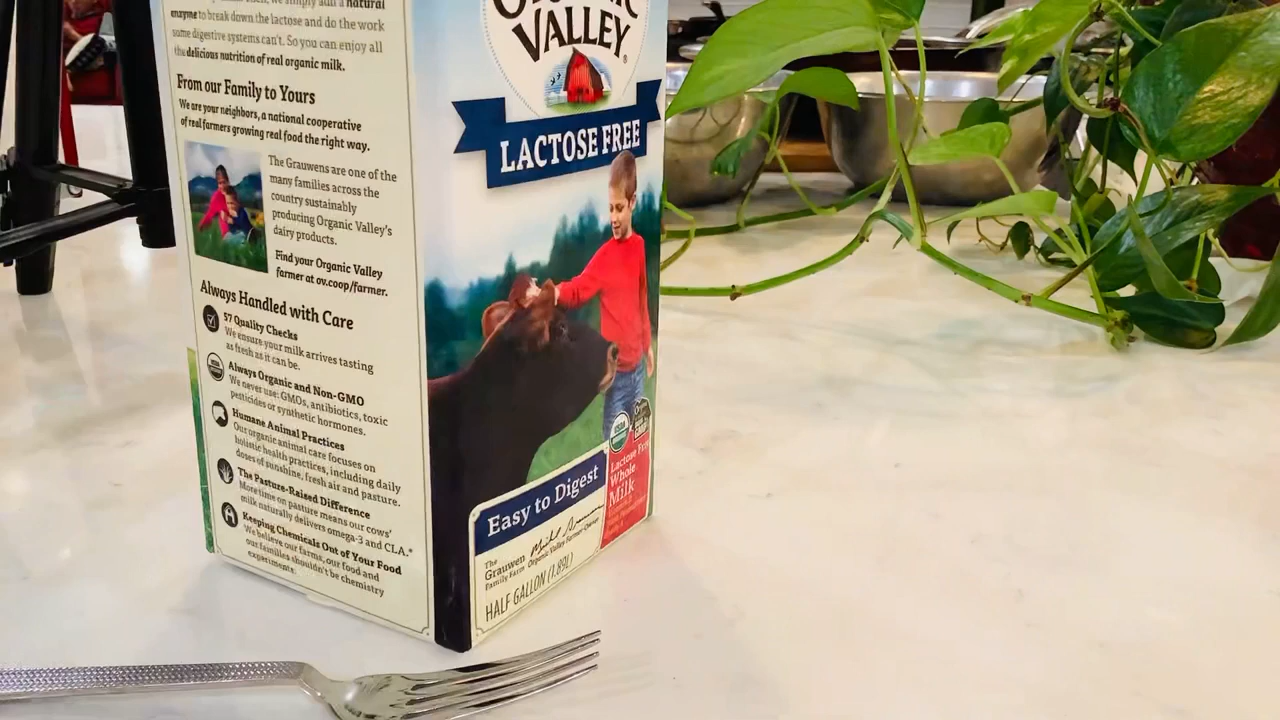 we simply add a natural
enzyme to break down the lactose and do the work
some digestive systems can't. So you can enjoy all
the delicious nutrition of real organic milk.
From our Family to Yours
We are your neighbors, a national cooperative
of real farmers growing real food the right way.
The Grauwens are one of the
many families across the
country sustainably
producing Organic Valley's
dairy products.
Find your Organic Valley
farmer at ov.coop/farmer.
Always Handled with Care
57 Quality Checks
We ensure your milk arrives tasting
as fresh as it can be.
Always Organic and Non-GMO
We never use: GMOs, antibiotics, toxic
pesticides or synthetic hormones.
Humane Animal Practices
Our organic animal care focuses on
holistic health practices, including daily
doses of sunshine, fresh air and pasture.
The Pasture-Raised Difference
More time on pasture means our cows'
milk naturally delivers omega-3 and CLA.*
Keeping Chemicals Out of Your Food
We believe our farms, our food and
our families shouldn't be chemistry
experiments.
ORGANIC
VALLEY®
LACTOSE FREE
USDA
Lactose Free
Whole
Milk
Easy to Digest
The
Grauwen
Family Farm
Organic Valley Farmer-Owner
HALF GALLON (1.89L)